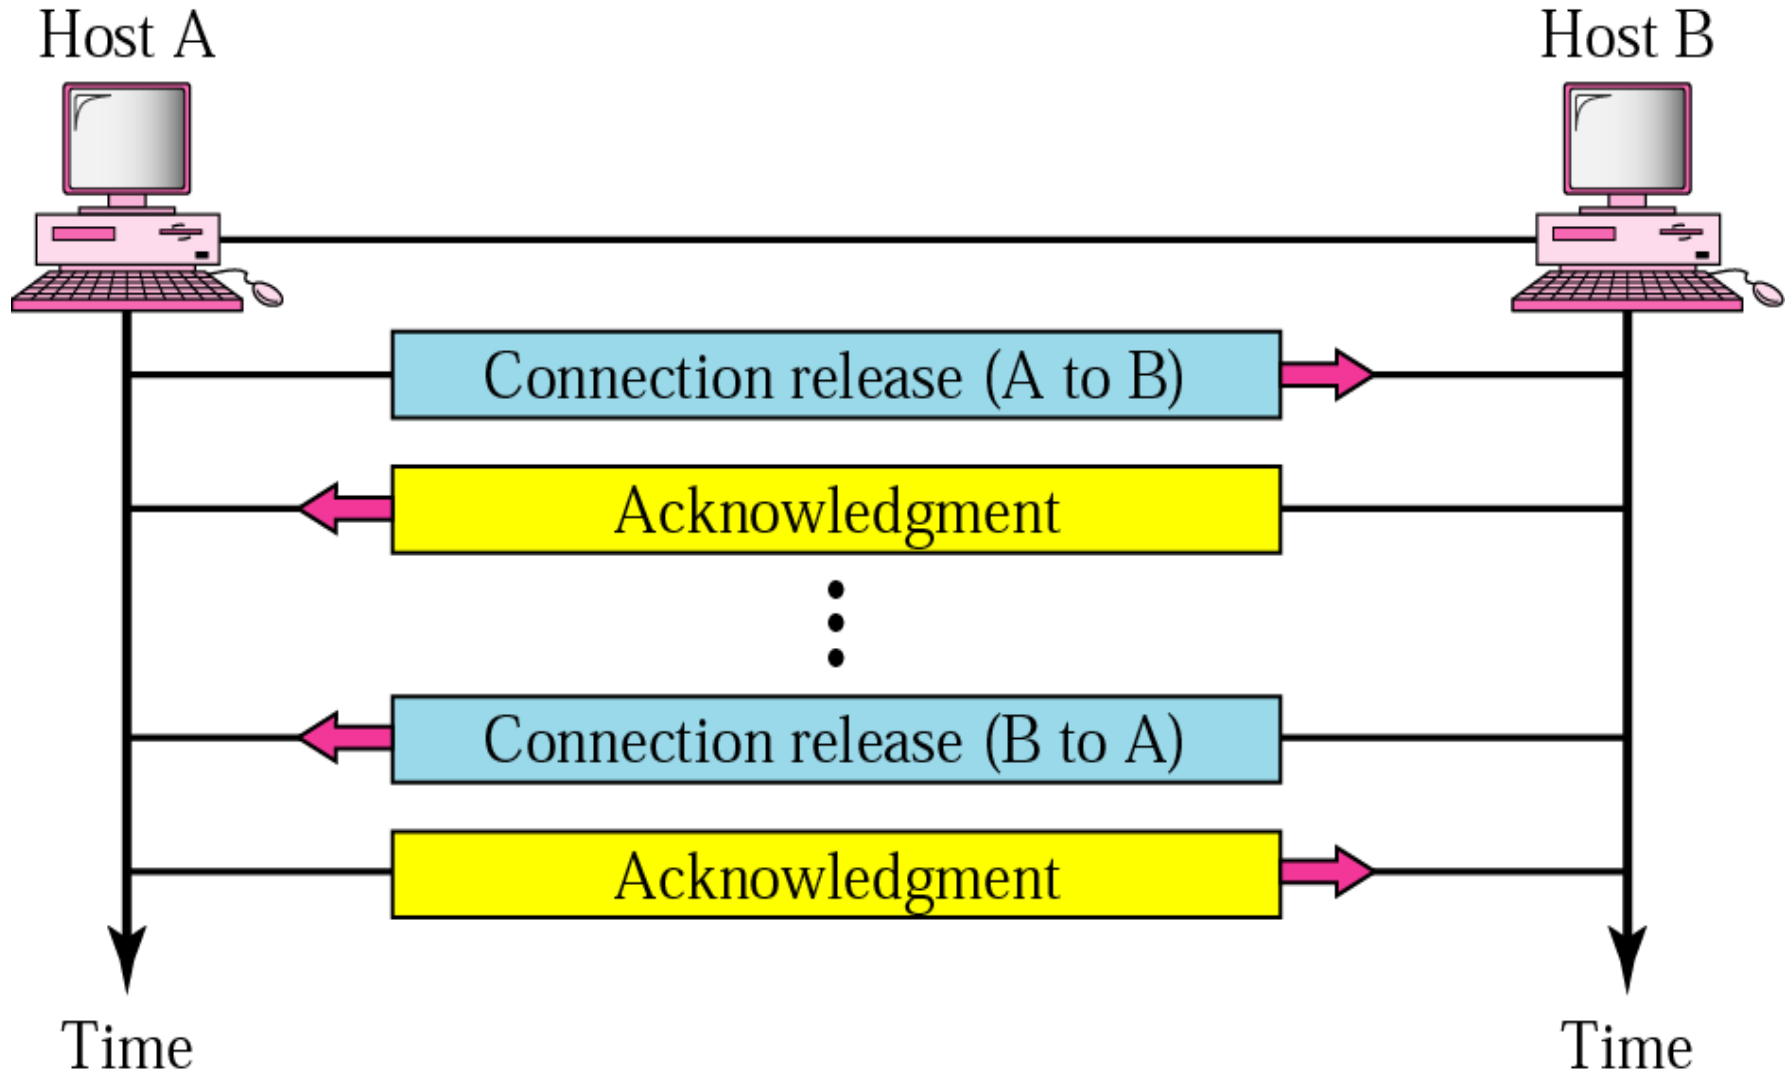 Host A
Host B
Connection release (A to B)
Acknowledgment
Connection release (B to A)
Acknowledgment
Time
Time